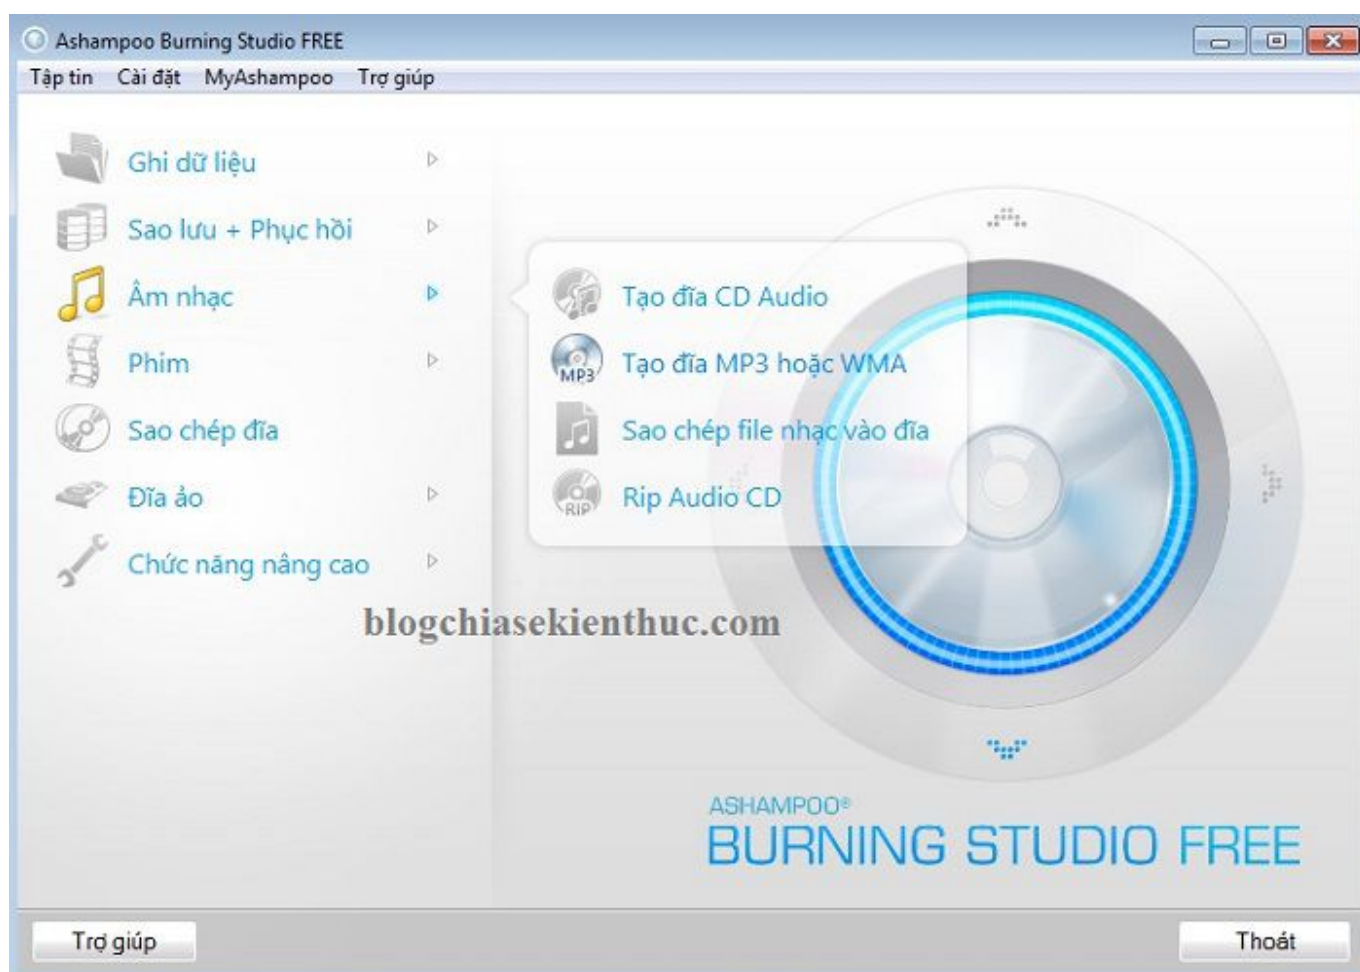 Ashampoo Burning Studio FREE
Tập tin Cài đặt MyAshampoo Trợ giúp
Ghi dữ liệu
Sao lưu + Phục hồi
Âm nhạc
Phim
Sao chép đĩa
Đĩa ảo
Chức năng nâng cao
Tạo đĩa CD Audio
MP3
Tạo đĩa MP3 hoặc WMA
Sao chép file nhạc vào đĩa
RIP
Rip Audio CD
blogchiasekienthuc.com
ASHAMPOO®
BURNING STUDIO FREE
Trợ giúp
Thoát